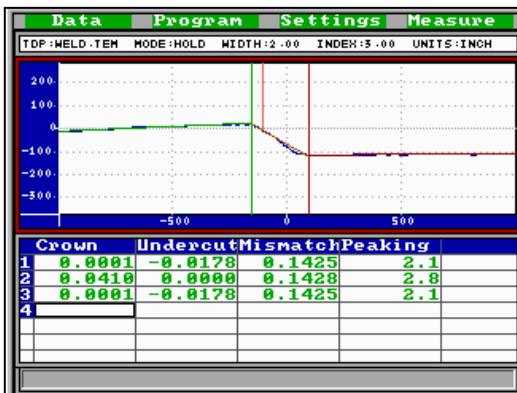 Data Program Settings Measure
TDP:WELD.TEM MODE:HOLD WIDTH:2.00 INDEX:3.00 UNITS:INCH
200.
100.
0
-100.
-200.
-300.
-500 0 500
Crown Undercut Mismatch Peaking
1 0.0001 -0.0178 0.1425 2.1
2 0.0410 0.0000 0.1428 2.8
3 0.0001 -0.0178 0.1425 2.1
4